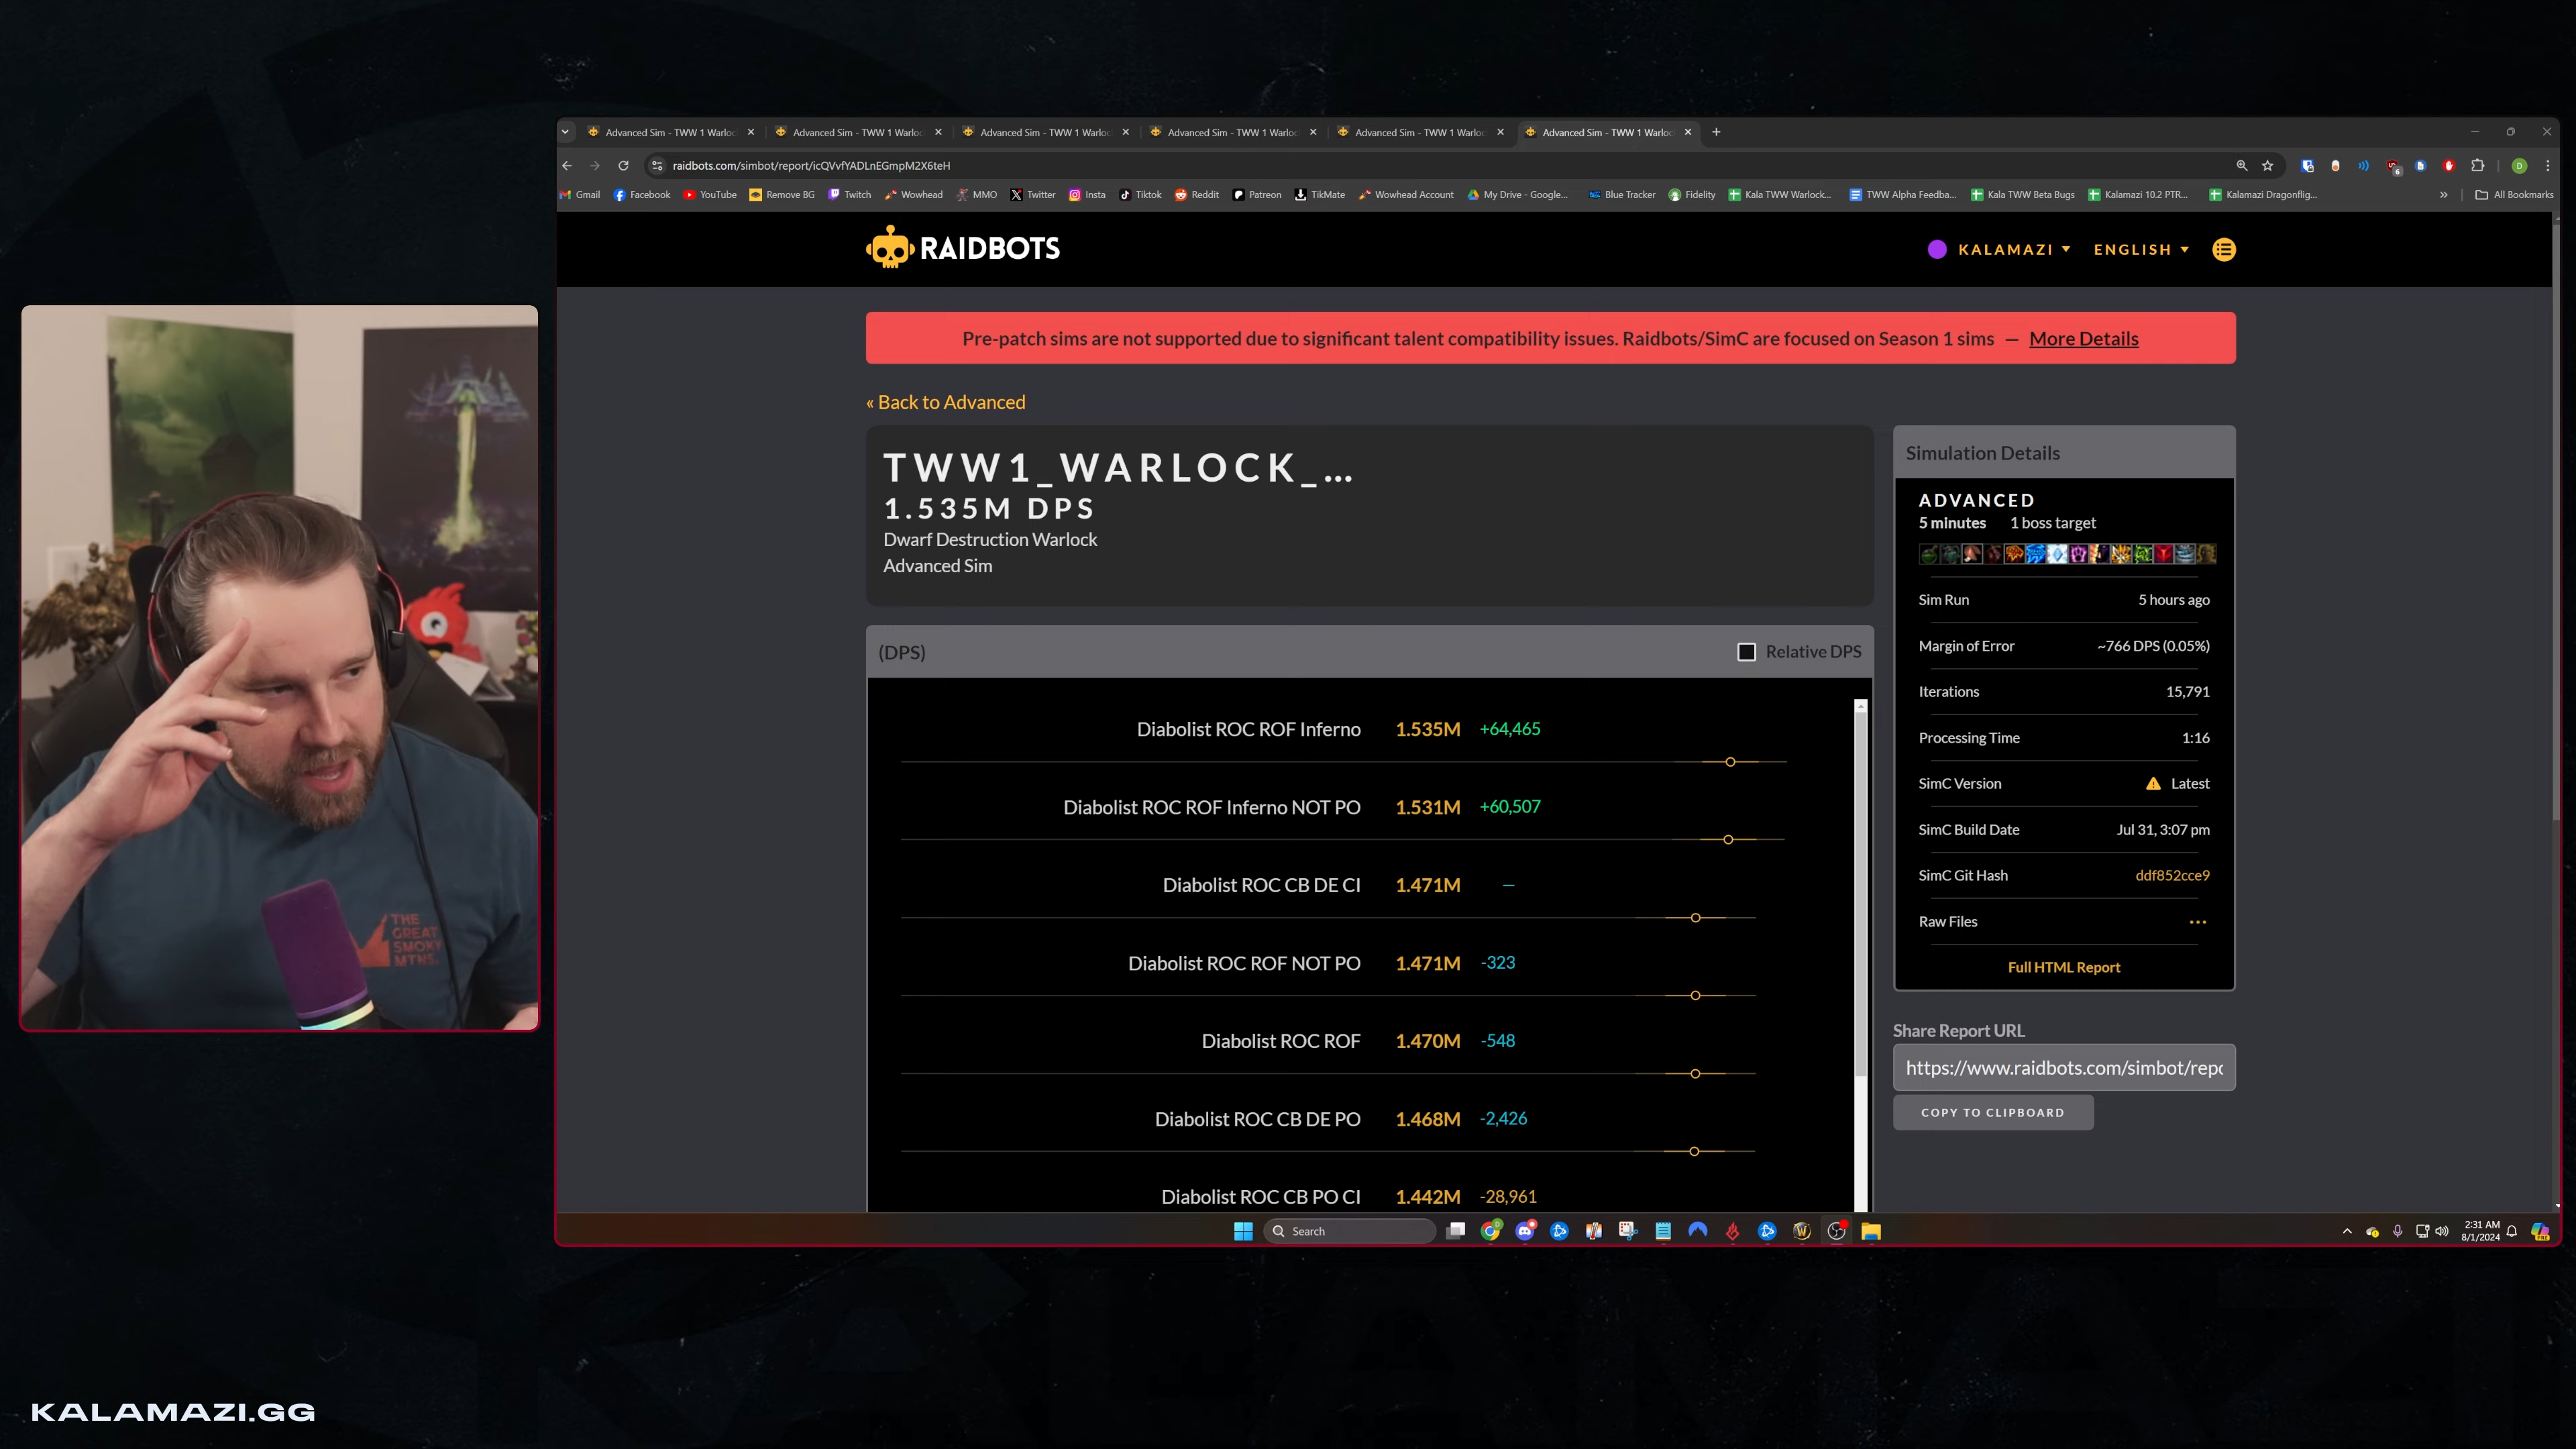 Advanced Sim - TWW 1 Warloc
Advanced Sim - TWW 1 Warloc
Advanced Sim - TWW 1 Warloc
Advanced Sim - TWW 1 Warloc
Advanced Sim - TWW 1 Warloc
Advanced Sim - TWW 1 Warloc
raidbots.com/simbot/report/icQVvfYADLnEGmpM2X6teH
Gmail Facebook YouTube Remove BG Twitch Wowhead MMO Twitter Insta Tiktok Reddit Patreon TikMate Wowhead Account My Drive - Google... Blue Tracker Fidelity Kala TWW Warlock... TWW Alpha Feedba... Kala TWW Beta Bugs Kalamazi 10.2 PTR... Kalamazi Dragonflig... » All Bookmarks
RAIDBOTS
KALAMAZI ENGLISH
Pre-patch sims are not supported due to significant talent compatibility issues. Raidbots/SimC are focused on Season 1 sims — More Details
« Back to Advanced
TWW1_WARLOCK_...
1.535M DPS
Dwarf Destruction Warlock
Advanced Sim
(DPS) Relative DPS
Diabolist ROC ROF Inferno 1.535M +64,465
Diabolist ROC ROF Inferno NOT PO 1.531M +60,507
Diabolist ROC CB DE CI 1.471M —
Diabolist ROC ROF NOT PO 1.471M -323
Diabolist ROC ROF 1.470M -548
Diabolist ROC CB DE PO 1.468M -2,426
Diabolist ROC CB PO CI 1.442M -28,961
Simulation Details
ADVANCED
5 minutes 1 boss target
Sim Run 5 hours ago
Margin of Error ~766 DPS (0.05%)
Iterations 15,791
Processing Time 1:16
SimC Version Latest
SimC Build Date Jul 31, 3:07 pm
SimC Git Hash ddf852cce9
Raw Files ...
Full HTML Report
Share Report URL
https://www.raidbots.com/simbot/repo
COPY TO CLIPBOARD
THE
GREAT
SMOKY
MTNS.
Search
2:31 AM
8/1/2024
KALAMAZI.GG